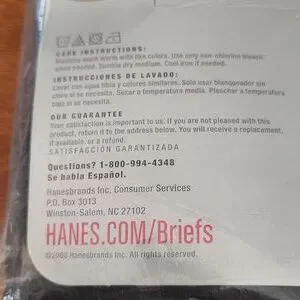 CARE INSTRUCTIONS:
Machine wash warm with like colors. Use only non-chlorine bleach
when needed. Tumble dry medium. Cool iron if needed.
INSTRUCCIONES DE LAVADO:
Lavar con agua tibia y colores similares. Solo usar blanqueador sin
cloro si se necesita. Secar a temperatura media. Planchar a temperatura
baja si se necesita.
OUR GUARANTEE
Your satisfaction is important to us. If you are not pleased with this
product, return it to the address below. You will receive a replacement,
if available, or a refund.
SATISFACCIÓN GARANTIZADA
Questions? 1-800-994-4348
Se habla Español.
Hanesbrands Inc. Consumer Services
P.O. Box 3013
Winston-Salem, NC 27102
HANES.COM/Briefs
©2008 Hanesbrands Inc. All rights reserved.